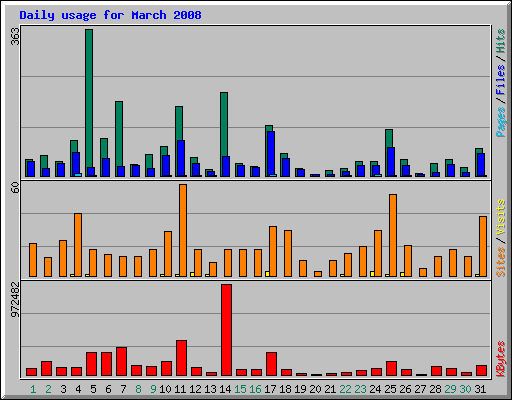 Daily usage for March 2008
363
Pages / Files / Hits
60
Sites / Visits
972482
KBytes
1 2 3 4 5 6 7 8 9 10 11 12 13 14 15 16 17 18 19 20 21 22 23 24 25 26 27 28 29 30 31